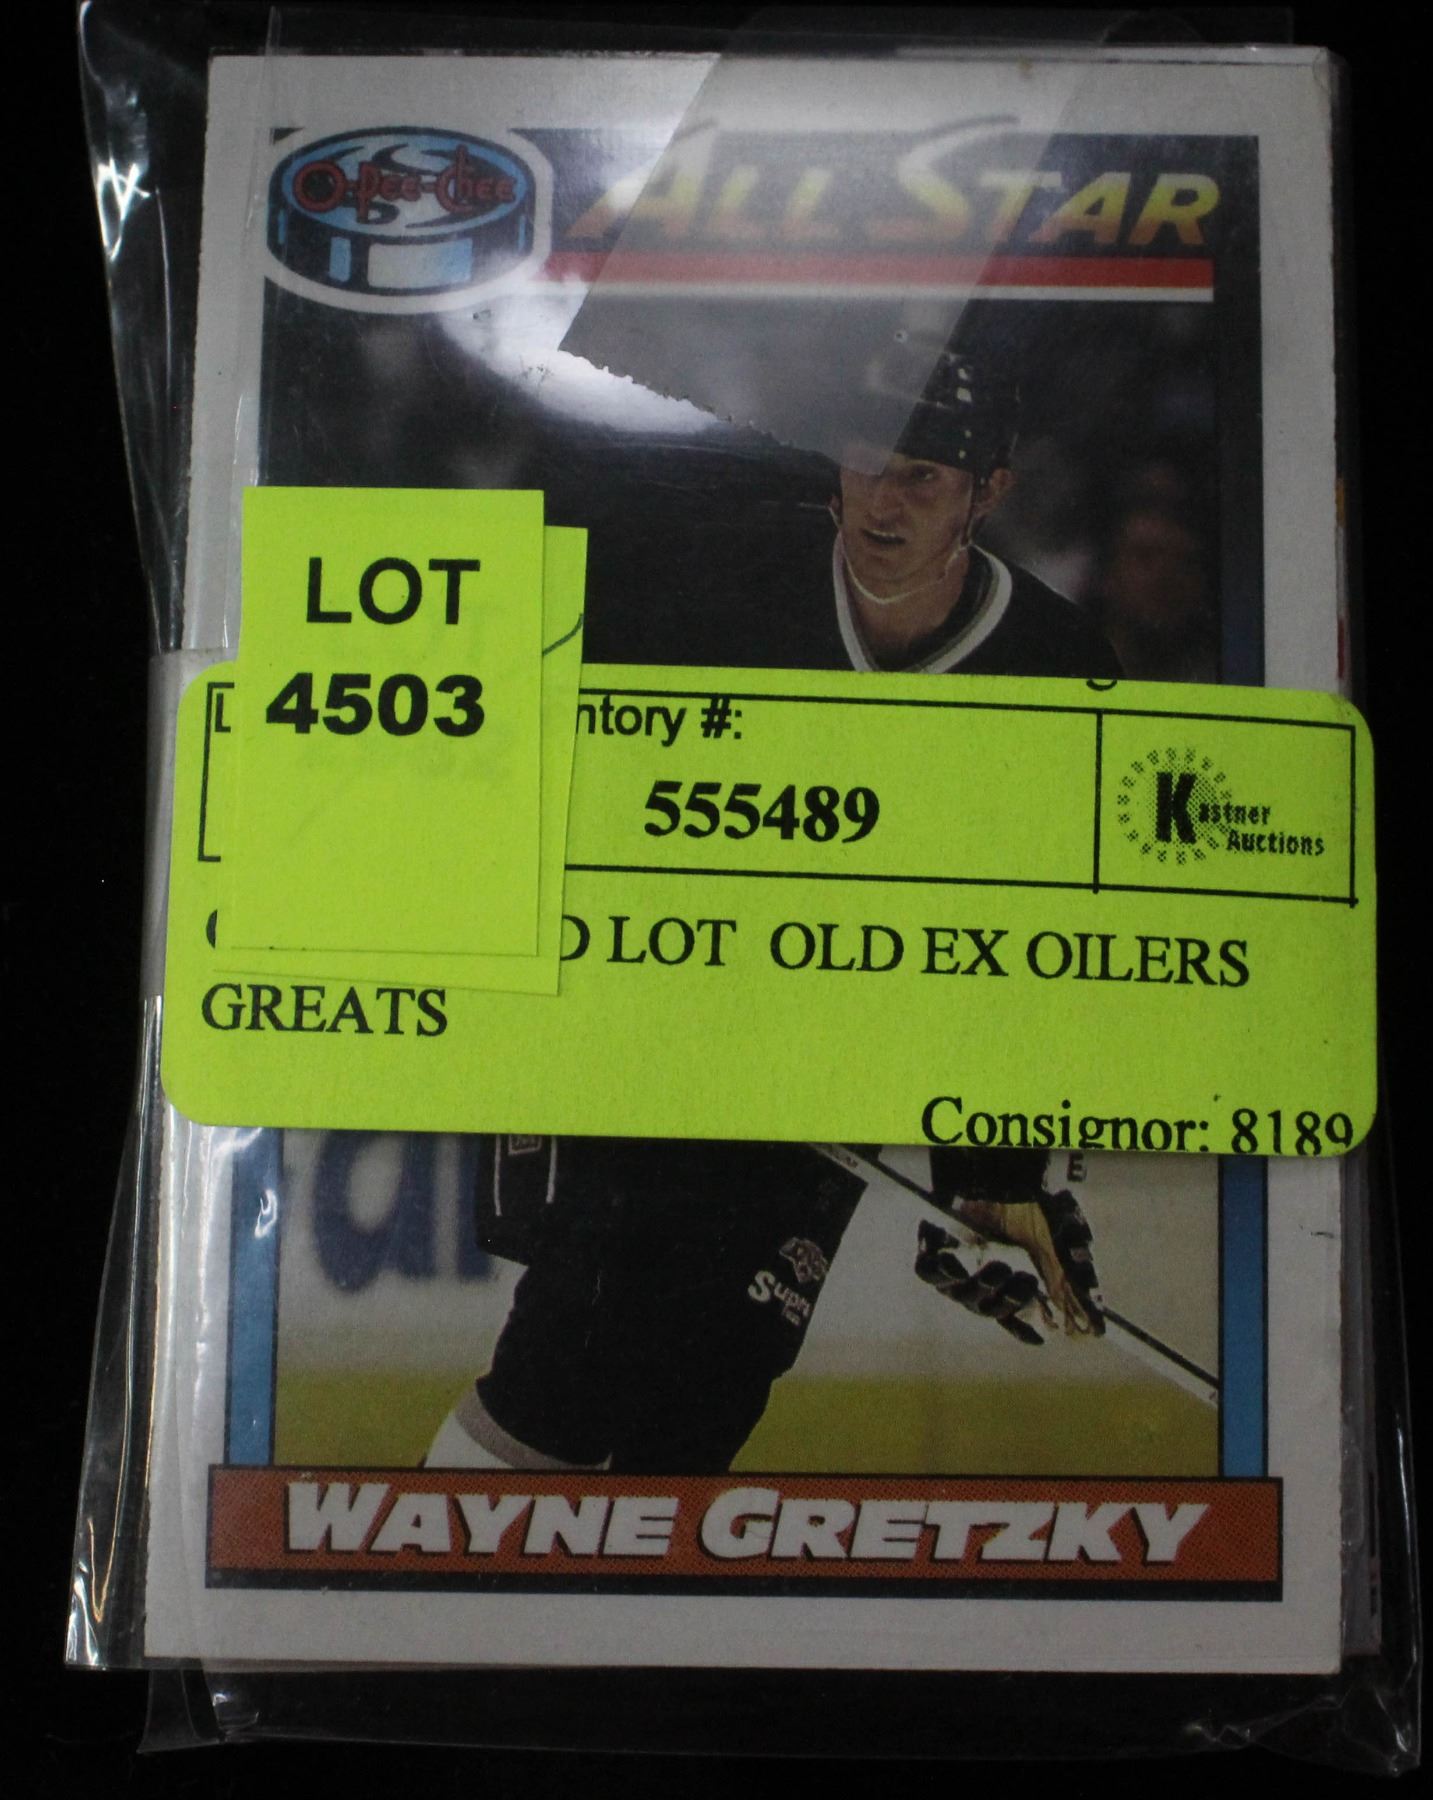 O-Pee-Chee
ALL STAR
LOT
4503
ntory #:
555489
Kastner
Auctions
D LOT OLD EX OILERS
GREATS
Consignor: 8189
Supra
WAYNE GRETZKY